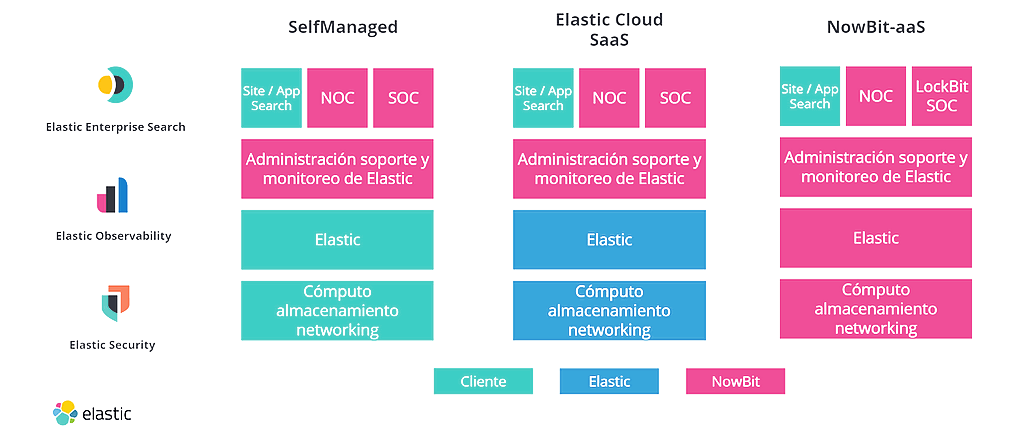 SelfManaged
Elastic Cloud
SaaS
NowBit-aaS
Elastic Enterprise Search
Elastic Observability
Elastic Security
Site / App
Search
NOC
SOC
Administración soporte y
monitoreo de Elastic
Elastic
Cómputo
almacenamiento
networking
Site / App
Search
NOC
SOC
Administración soporte y
monitoreo de Elastic
Elastic
Cómputo
almacenamiento
networking
Site / App
Search
NOC
LockBit
SOC
Administración soporte y
monitoreo de Elastic
Elastic
Cómputo
almacenamiento
networking
Cliente
Elastic
NowBit
elastic